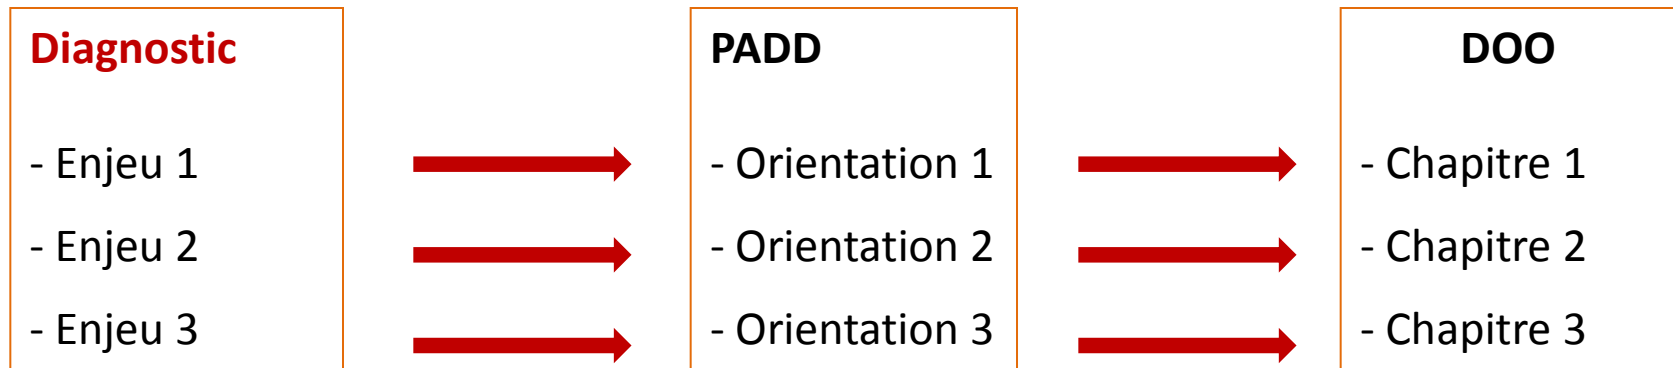 Diagnostic
- Enjeu 1
- Enjeu 2
- Enjeu 3
PADD
- Orientation 1
- Orientation 2
- Orientation 3
DOO
- Chapitre 1
- Chapitre 2
- Chapitre 3